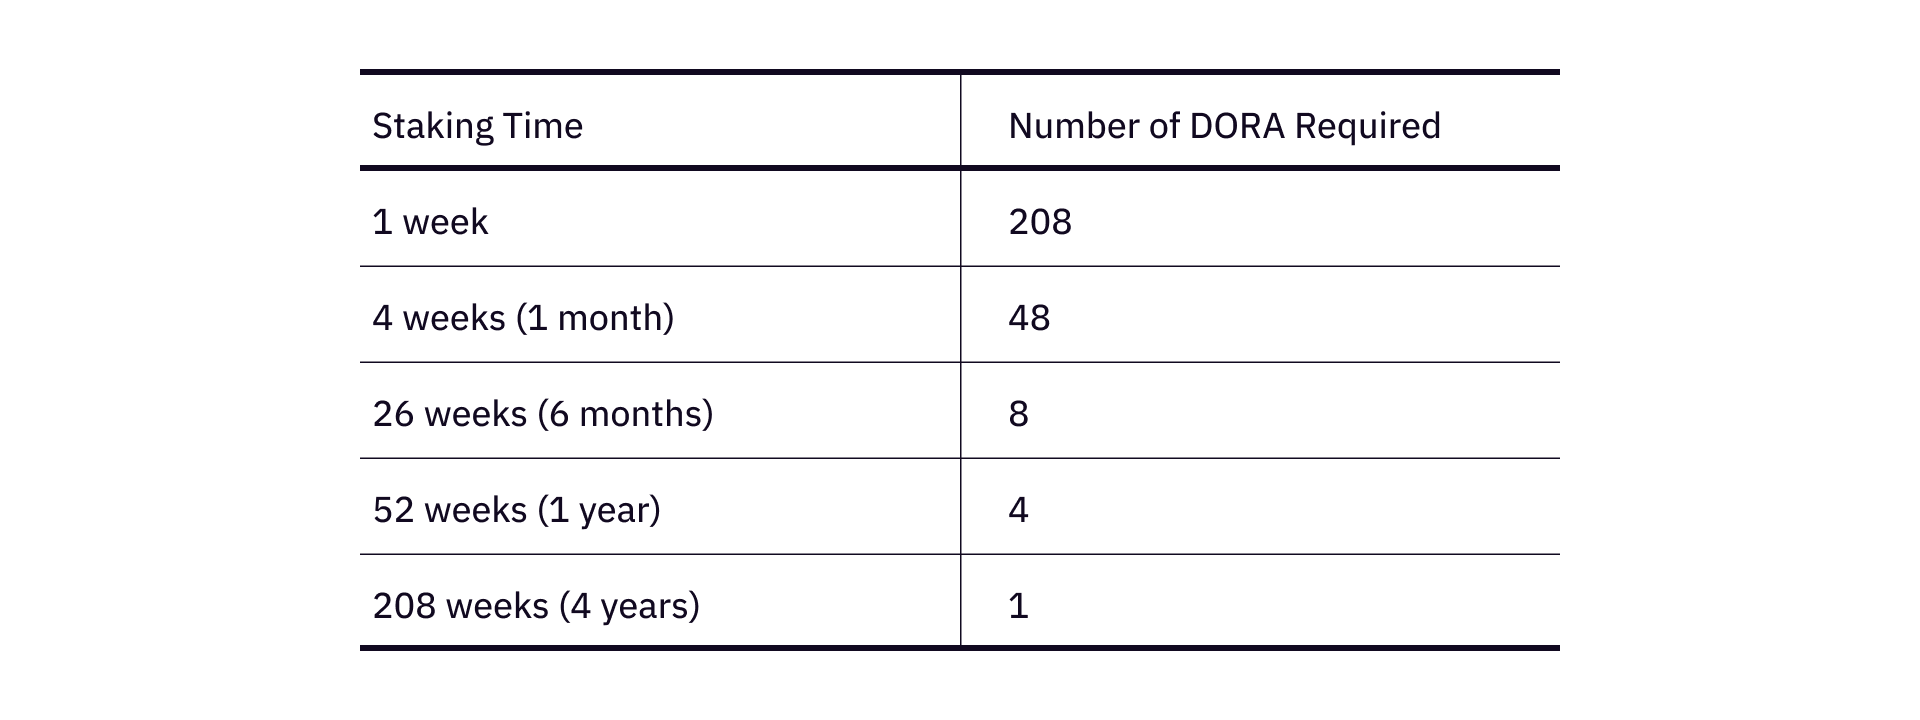 Staking Time Number of DORA Required
1 week 208
4 weeks (1 month) 48
26 weeks (6 months) 8
52 weeks (1 year) 4
208 weeks (4 years) 1